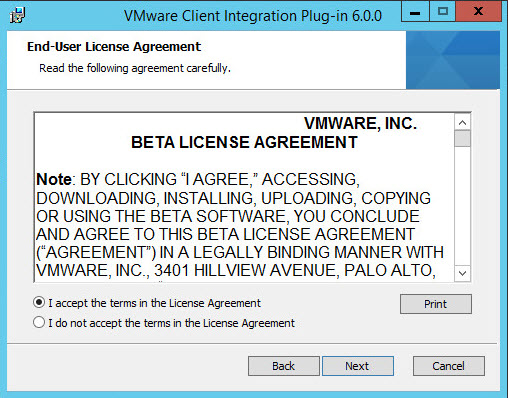 VMware Client Integration Plug-in 6.0.0
End-User License Agreement
Read the following agreement carefully.
VMWARE, INC.
BETA LICENSE AGREEMENT
Note: BY CLICKING “I AGREE,” ACCESSING,
DOWNLOADING, INSTALLING, UPLOADING, COPYING
OR USING THE BETA SOFTWARE, YOU CONCLUDE
AND AGREE TO THIS BETA LICENSE AGREEMENT
(“AGREEMENT”) IN A LEGALLY BINDING MANNER WITH
VMWARE, INC., 3401 HILLVIEW AVENUE, PALO ALTO,
I accept the terms in the License Agreement
Print
I do not accept the terms in the License Agreement
Back
Next
Cancel